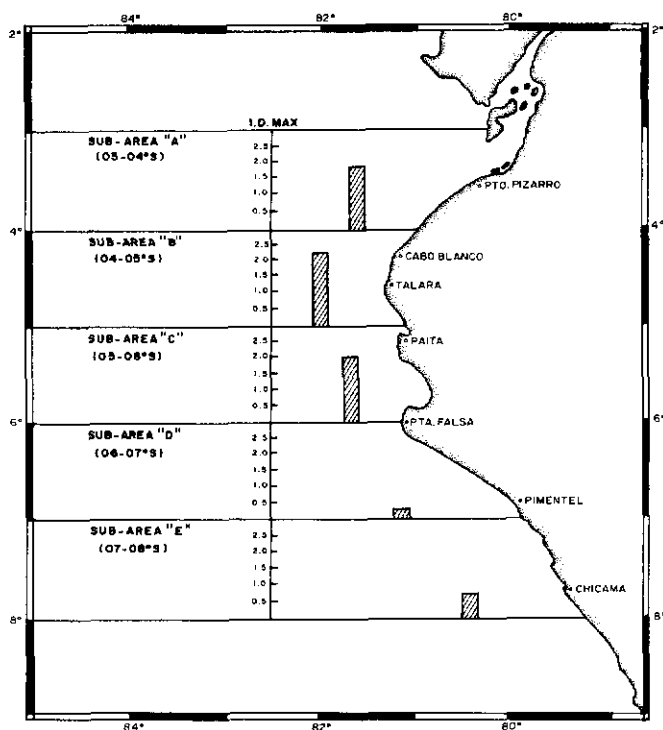 84° 82° 80°
2° 2°
I.D. MAX
SUB-AREA "A"
(05-04°S)
2.5
2.0
1.5
1.0
0.5
PTO. PIZARRO
4° 4°
SUB-AREA "B"
(04-05°S)
2.5
2.0
1.5
1.0
0.5
CABO BLANCO
TALARA
SUB-AREA "C"
(05-06°S)
2.5
2.0
1.5
1.0
0.5
PAITA
PTA. FALSA
6° 6°
SUB-AREA "D"
(06-07°S)
2.5
2.0
1.5
1.0
0.5
PIMENTEL
SUB-AREA "E"
(07-08°S)
2.5
2.0
1.5
1.0
0.5
CHICAMA
8° 8°
84° 82° 80°